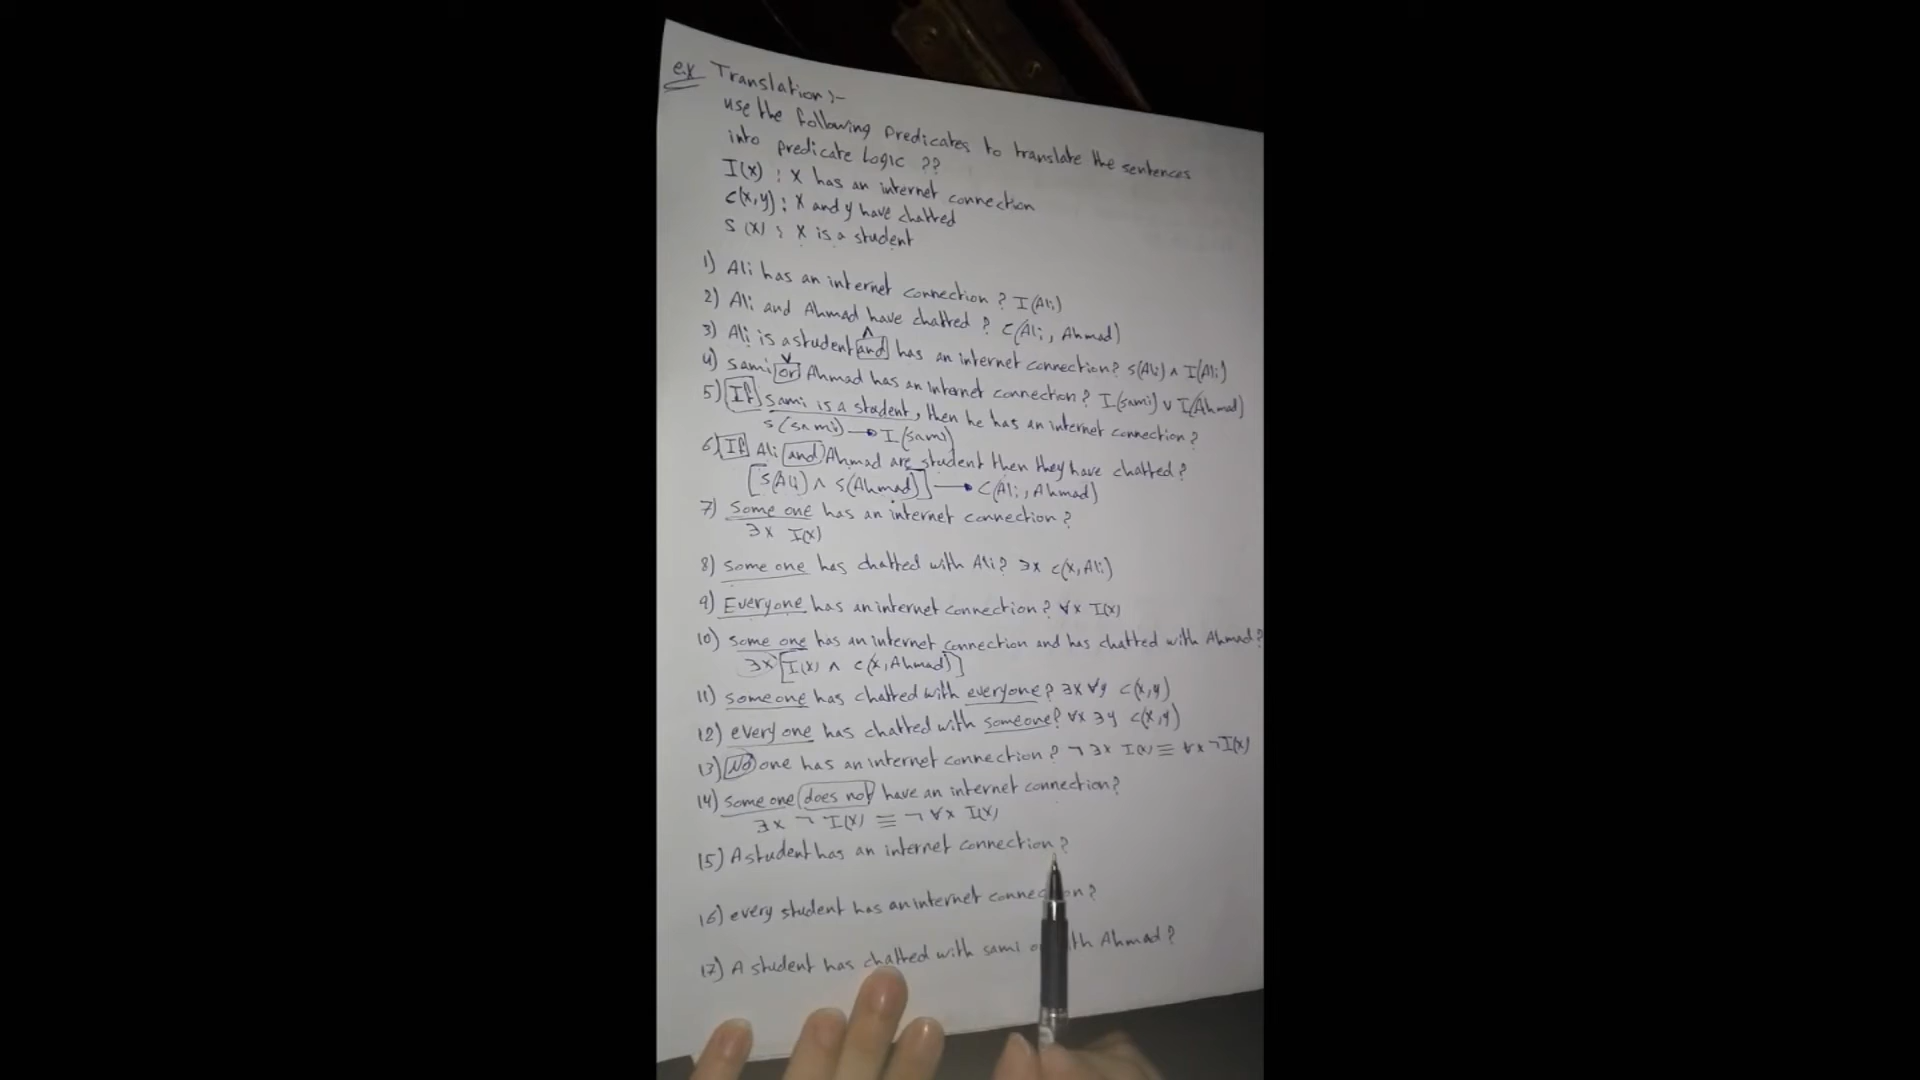 ex Translation:-
use the following predicates to translate the sentences
into predicate Logic ??
I(x) : x has an internet connection
C(x,y) : x and y have chatted
S(x) : x is a student
1) Ali has an internet connection ? I(Ali)
2) Ali and Ahmad have chatted ? C(Ali, Ahmad)
∧
3) Ali is a student and has an internet connection? S(Ali) ∧ I(Ali)
∨
4) Sami or Ahmad has an internet connection ? I(sami) ∨ I(Ahmad)
5) If Sami is a student, then he has an internet connection ?
S(sami) → I(sami)
6) If Ali and Ahmad are student then they have chatted ?
[S(Ali) ∧ S(Ahmad)] → C(Ali, Ahmad)
7) Some one has an internet connection ?
∃x I(x)
8) some one has chatted with Ali? ∃x C(x,Ali)
9) Everyone has an internet connection? ∀x I(x)
10) some one has an internet connection and has chatted with Ahmad?
∃x [I(x) ∧ C(x,Ahmad)]
11) someone has chatted with everyone? ∃x ∀y C(x,y)
12) every one has chatted with someone? ∀x ∃y C(x,y)
13) No one has an internet connection ? ¬∃x I(x) ≡ ∀x ¬I(x)
14) some one does not have an internet connection?
∃x ¬ I(x) ≡ ¬ ∀x I(x)
15) A student has an internet connection?
16) every student has an internet connection?
17) A student has chatted with sami Ahmad?